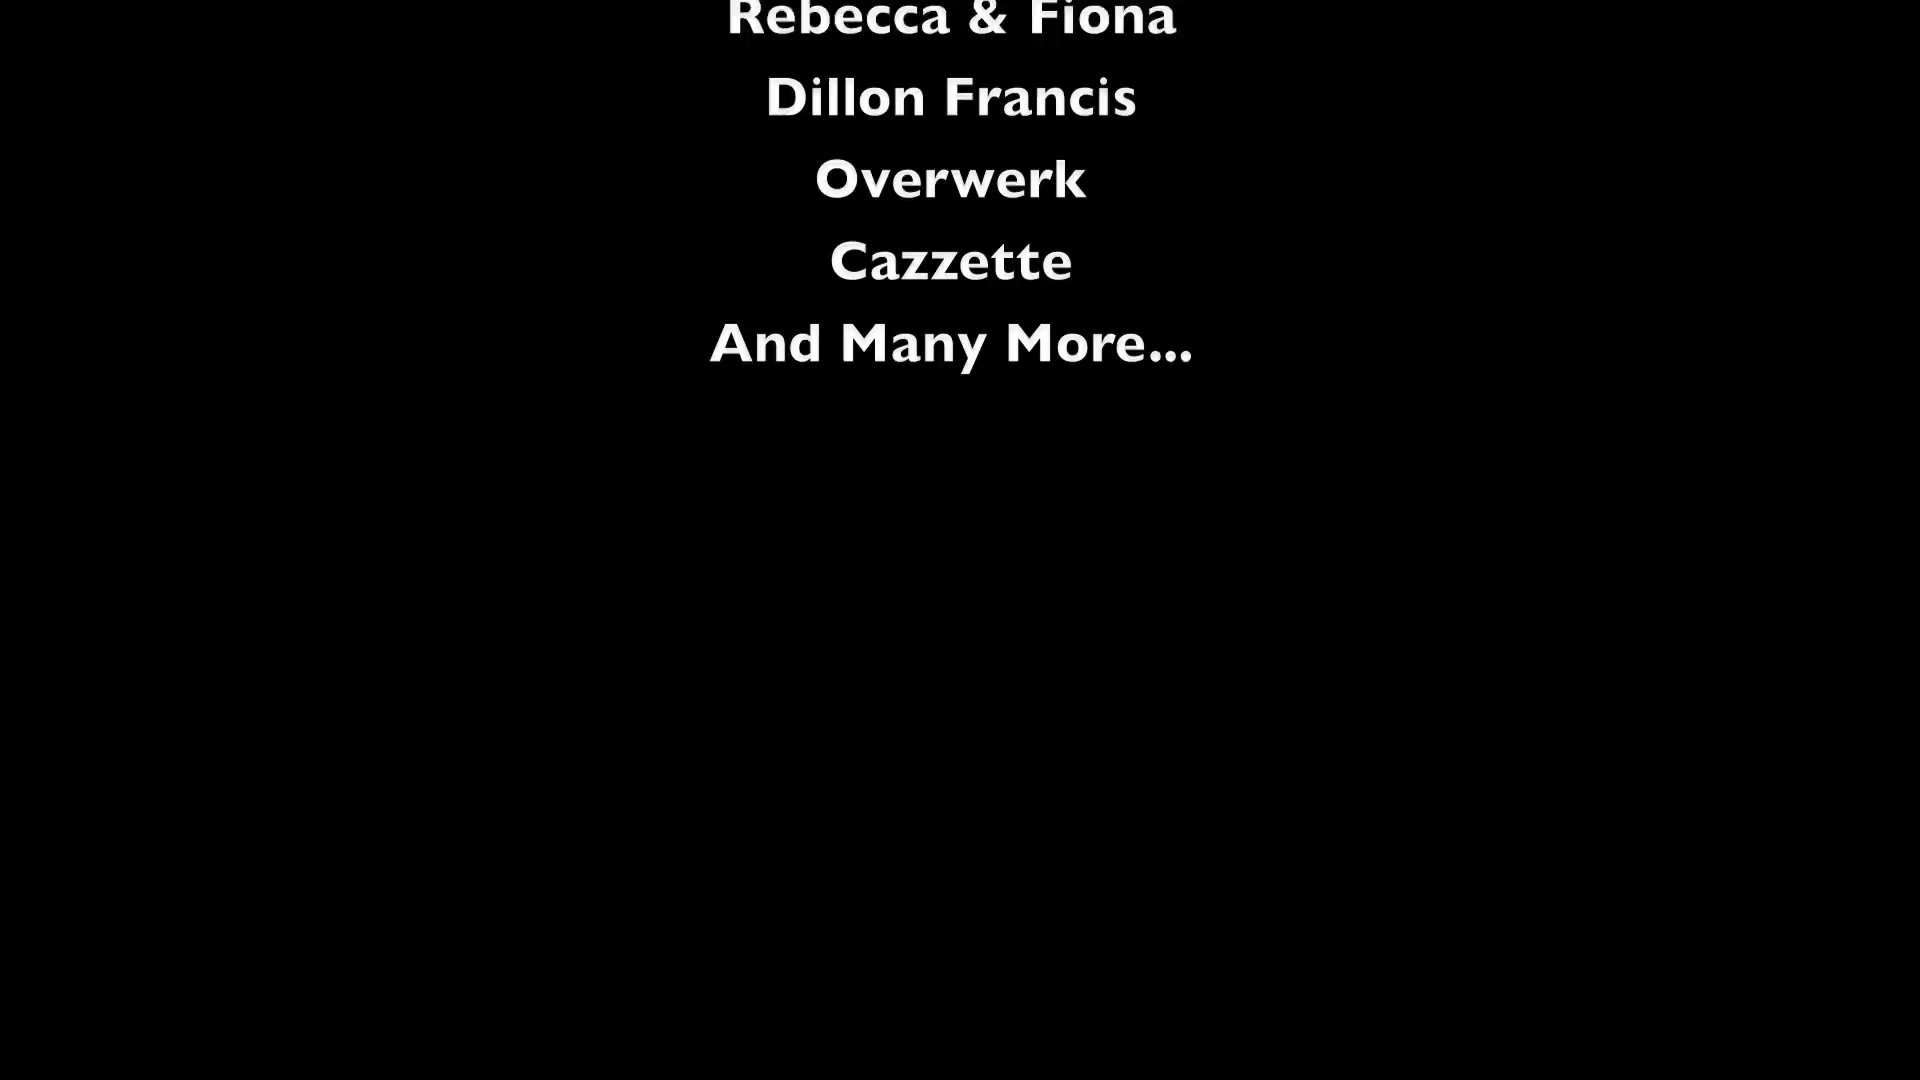 Rebecca & Fiona
Dillon Francis
Overwerk
Cazzette
And Many More...